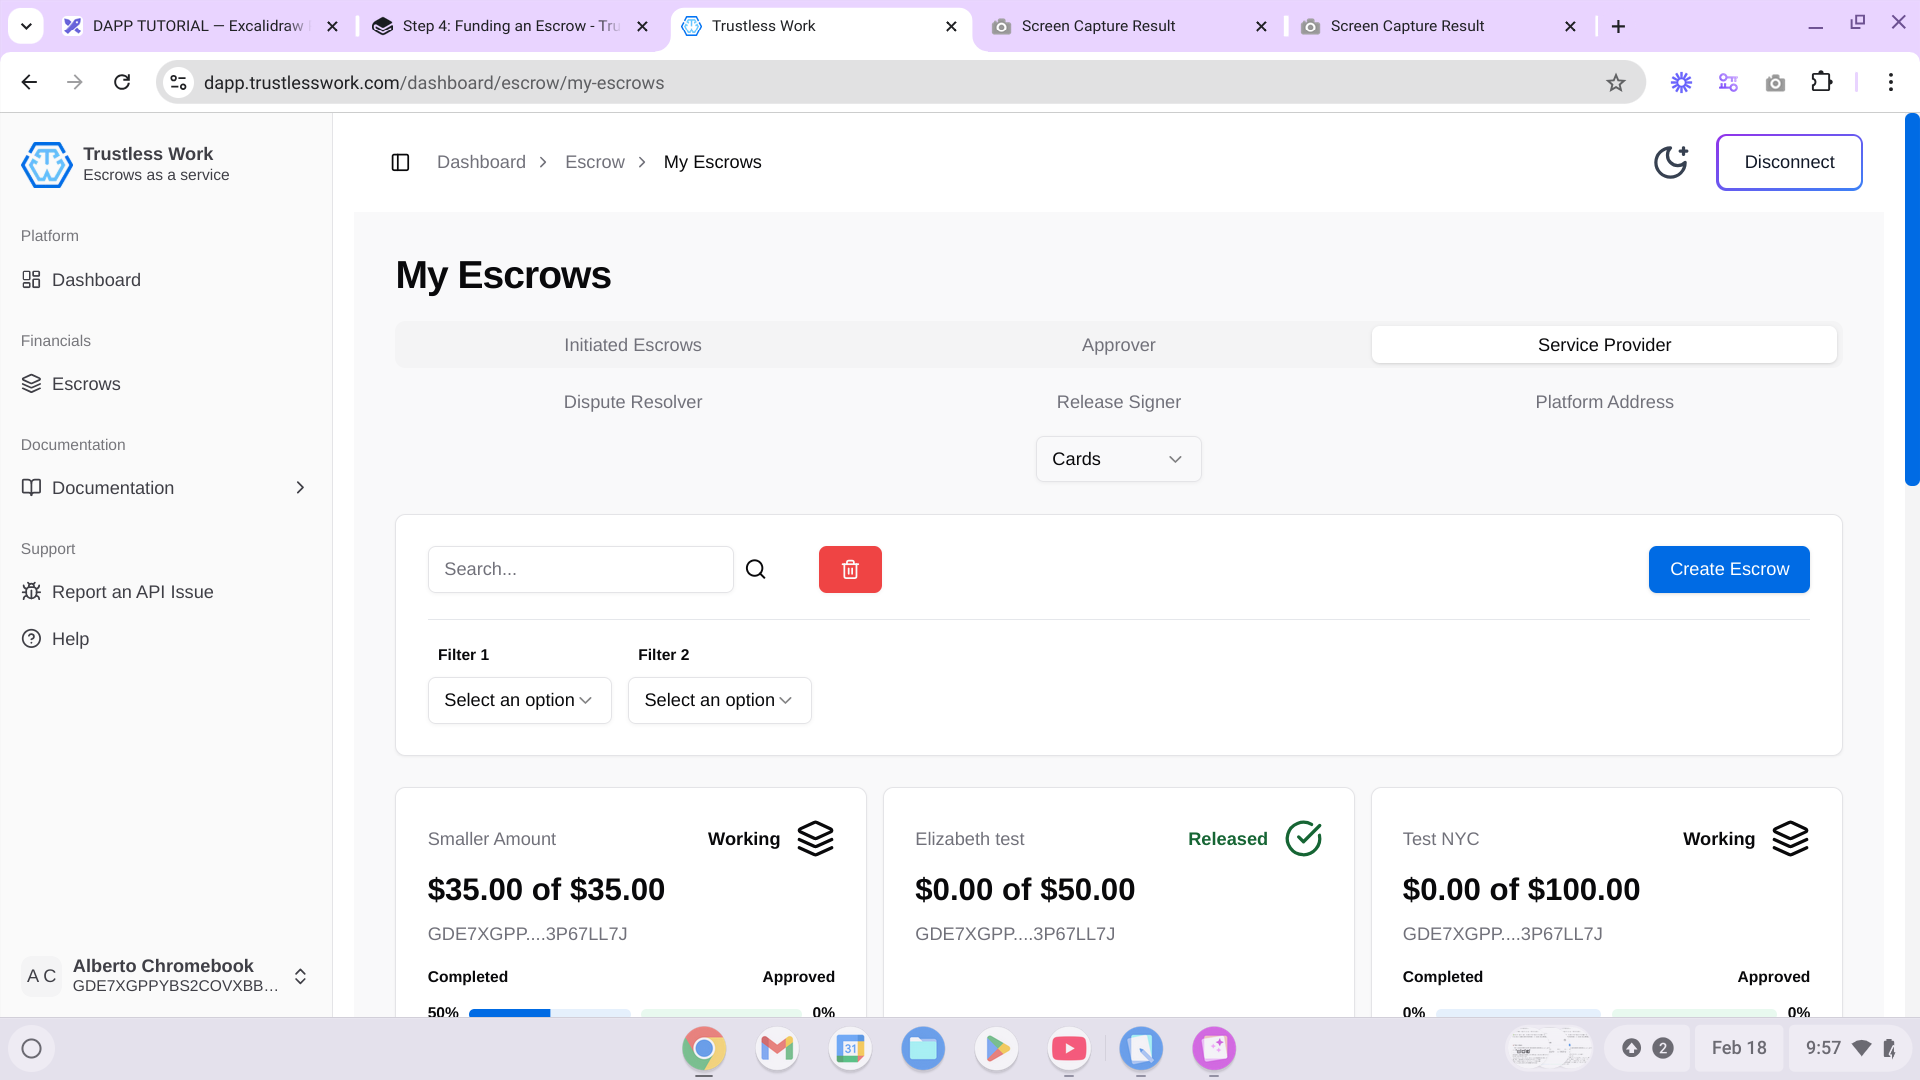 DAPP TUTORIAL — Excalidraw
Step 4: Funding an Escrow - Tru
Trustless Work
Screen Capture Result
Screen Capture Result
dapp.trustlesswork.com/dashboard/escrow/my-escrows
Trustless Work
Escrows as a service
Platform
Dashboard
Financials
Escrows
Documentation
Documentation
Support
Report an API Issue
Help
A C
Alberto Chromebook
GDE7XGPPYBS2COVXBB...
Dashboard > Escrow > My Escrows
Disconnect
My Escrows
Initiated Escrows
Approver
Service Provider
Dispute Resolver
Release Signer
Platform Address
Cards
Search...
Create Escrow
Filter 1
Filter 2
Select an option
Select an option
Smaller Amount
Working
$35.00 of $35.00
GDE7XGPP....3P67LL7J
Completed
Approved
50%
0%
Elizabeth test
Released
$0.00 of $50.00
GDE7XGPP....3P67LL7J
Test NYC
Working
$0.00 of $100.00
GDE7XGPP....3P67LL7J
Completed
Approved
0%
0%
31
2
Feb 18
9:57